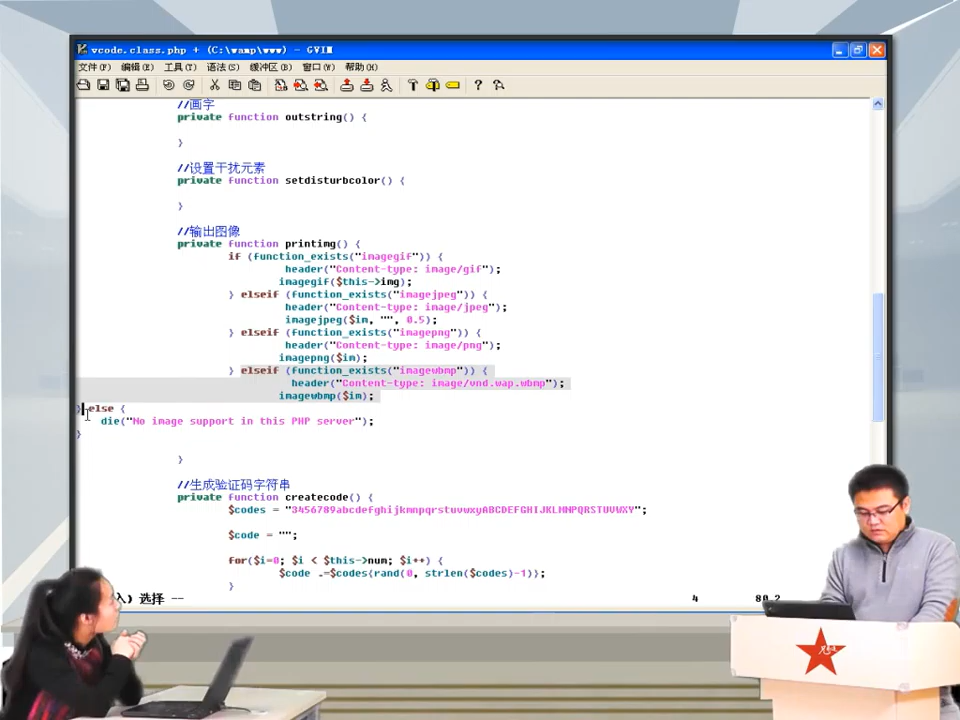 vcode.class.php + (C:\wamp\www) - GVIM
文件(F) 编辑(E) 工具(T) 语法(S) 缓冲区(B) 窗口(W) 帮助(H)
//画字
private function outstring() {
}
//设置干扰元素
private function setdisturbcolor() {
}
//输出图像
private function printimg() {
if (function_exists("imagegif")) {
header("Content-type: image/gif");
imagegif($this->img);
} elseif (function_exists("imagejpeg")) {
header("Content-type: image/jpeg");
imagejpeg($im, "", 0.5);
} elseif (function_exists("imagepng")) {
header("Content-type: image/png");
imagepng($im);
} elseif (function_exists("imagewbmp")) {
header("Content-type: image/vnd.wap.wbmp");
imagewbmp($im);
} else {
die("No image support in this PHP server");
}
}
//生成验证码字符串
private function createcode() {
$codes = "3456789abcdefghijkmnpqrstuvwxyABCDEFGHIJKLMNPQRSTUVWXY";
$code = "";
for($i=0; $i < $this->num; $i++) {
$code .=$codes{rand(0, strlen($codes)-1)};
}
入) 选择 -- 4 80,2